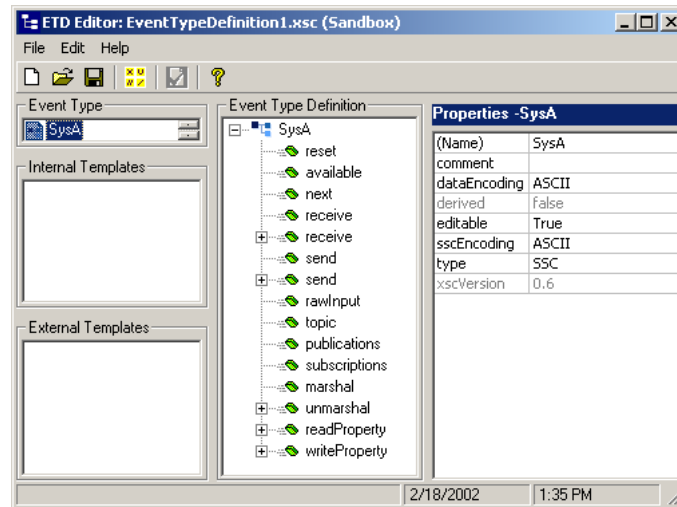 ETD Editor: EventTypeDefinition1.xsc (Sandbox)
File Edit Help
Event Type
SysA
Internal Templates
External Templates
Event Type Definition
SysA
reset
available
next
receive
receive
send
send
rawInput
topic
publications
subscriptions
marshal
unmarshal
readProperty
writeProperty
Properties -SysA
(Name) SysA
comment
dataEncoding ASCII
derived false
editable True
sscEncoding ASCII
type SSC
xscVersion 0.6
2/18/2002 1:35 PM